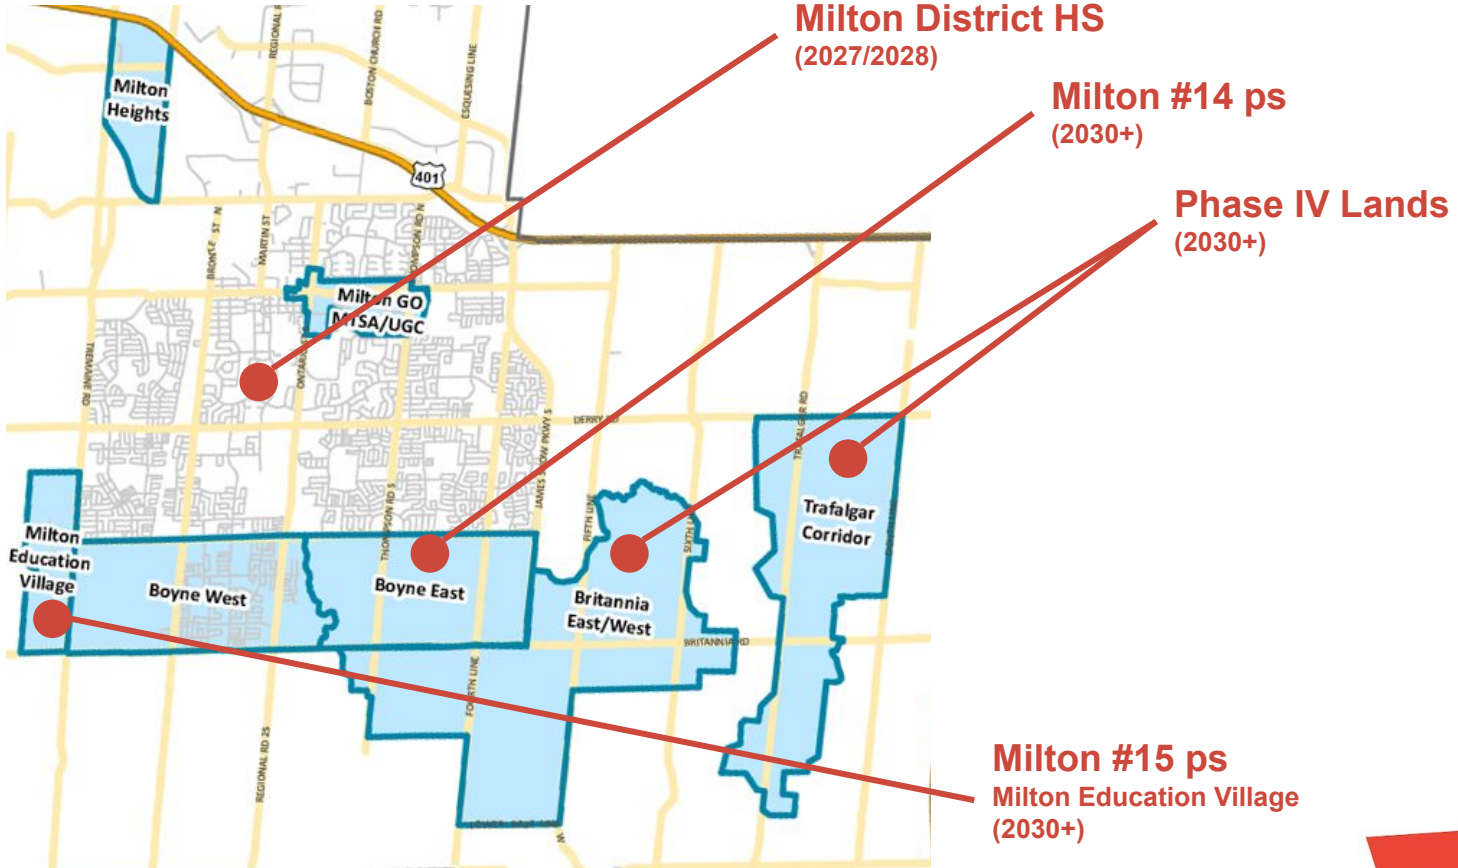 Milton District HS
(2027/2028)
Milton #14 ps
(2030+)
Phase IV Lands
(2030+)
Milton
Heights
BOSTON CHURCH RD
ESQUESING LINE
401
MARTIN ST
Milton GO
MTSA/UGC
TREMAINE RD
DERRY RD
JAMES SNOW PKWY S
THOMPSON RD S
FIFTH LINE
TRAFALGAR RD
Trafalgar
Corridor
Milton
Education
Village
Boyne West
Boyne East
Britannia
East/West
BRITANNIA RD
FOURTH LINE
REGIONAL RD 25
Milton #15 ps
Milton Education Village
(2030+)